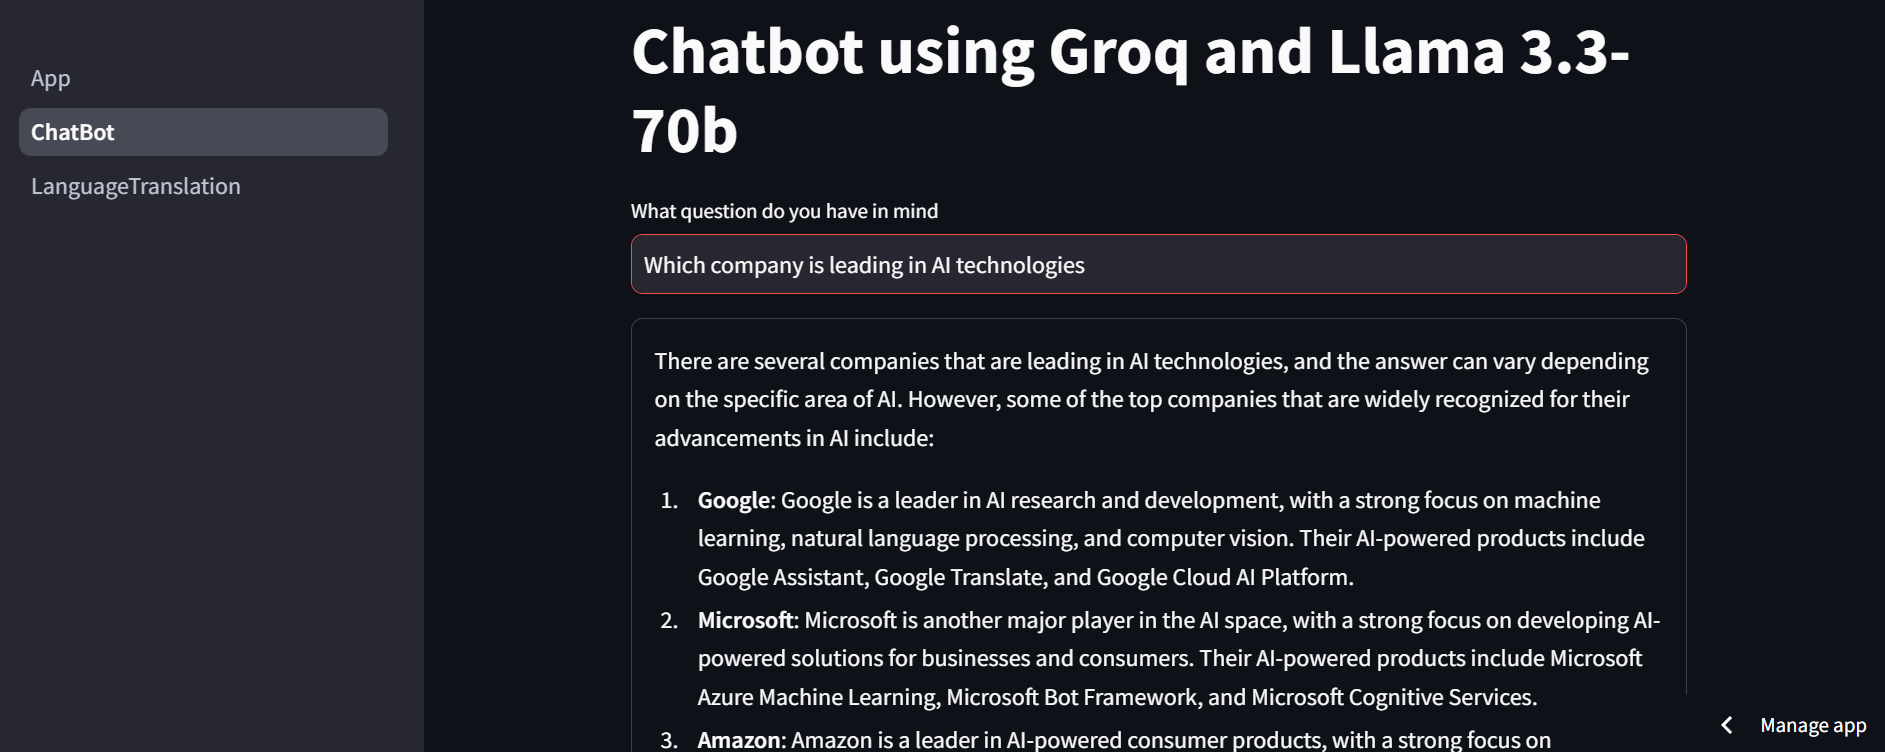 App
ChatBot
LanguageTranslation
Chatbot using Groq and Llama 3.3-
70b
What question do you have in mind
Which company is leading in AI technologies
There are several companies that are leading in AI technologies, and the answer can vary depending
on the specific area of AI. However, some of the top companies that are widely recognized for their
advancements in AI include:
1. Google: Google is a leader in AI research and development, with a strong focus on machine
learning, natural language processing, and computer vision. Their AI-powered products include
Google Assistant, Google Translate, and Google Cloud AI Platform.
2. Microsoft: Microsoft is another major player in the AI space, with a strong focus on developing AI-
powered solutions for businesses and consumers. Their AI-powered products include Microsoft
Azure Machine Learning, Microsoft Bot Framework, and Microsoft Cognitive Services.
3. Amazon: Amazon is a leader in AI-powered consumer products, with a strong focus on
Manage app